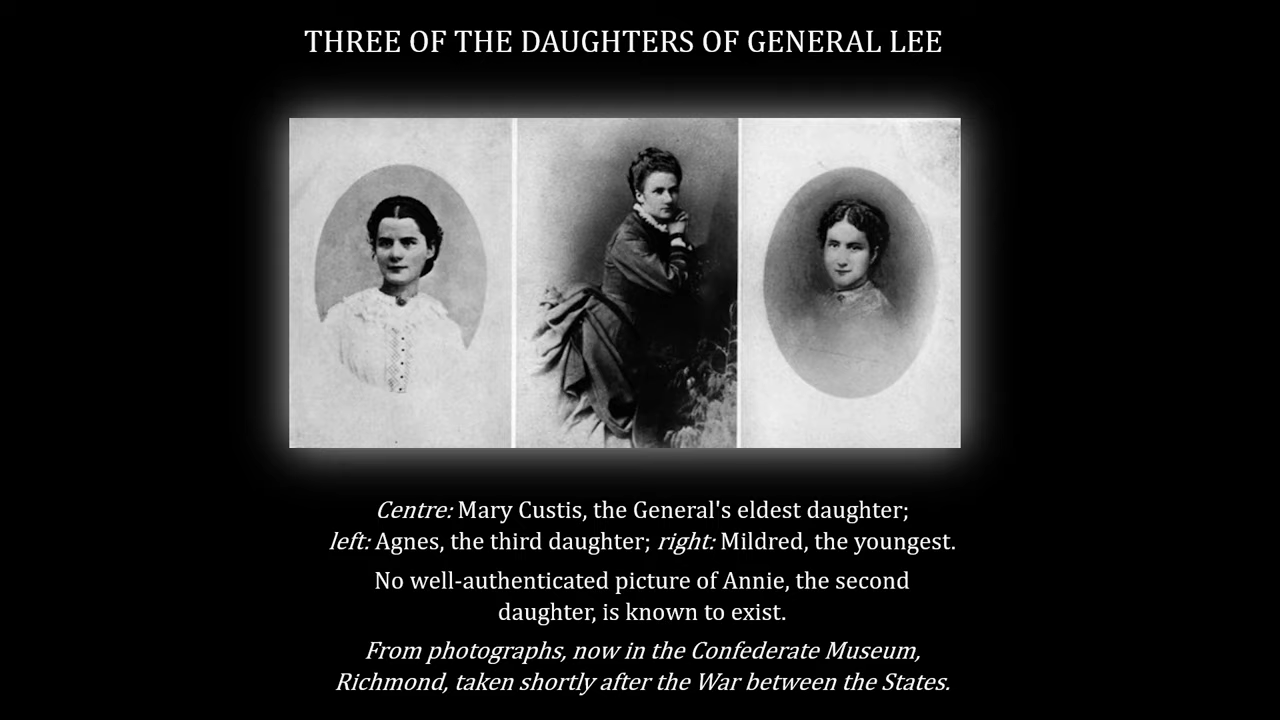 THREE OF THE DAUGHTERS OF GENERAL LEE
Centre: Mary Custis, the General's eldest daughter;
left: Agnes, the third daughter; right: Mildred, the youngest.
No well-authenticated picture of Annie, the second
daughter, is known to exist.
From photographs, now in the Confederate Museum,
Richmond, taken shortly after the War between the States.